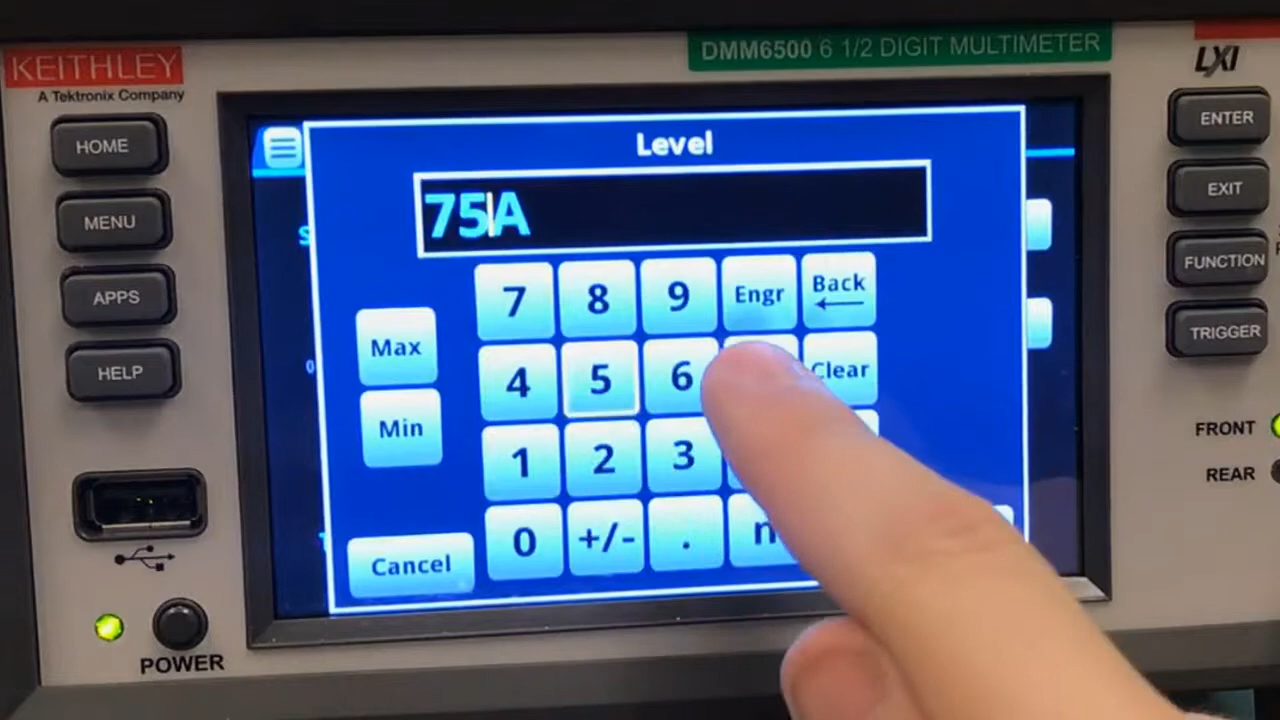 KEITHLEY
A Tektronix Company
DMM6500 6 1/2 DIGIT MULTIMETER
LXI
HOME
MENU
APPS
HELP
POWER
ENTER
EXIT
FUNCTION
TRIGGER
FRONT
REAR
Level
75A
7 8 9 Engr Back
Max
4 5 6 Clear
Min
1 2 3
0 +/- . n
Cancel